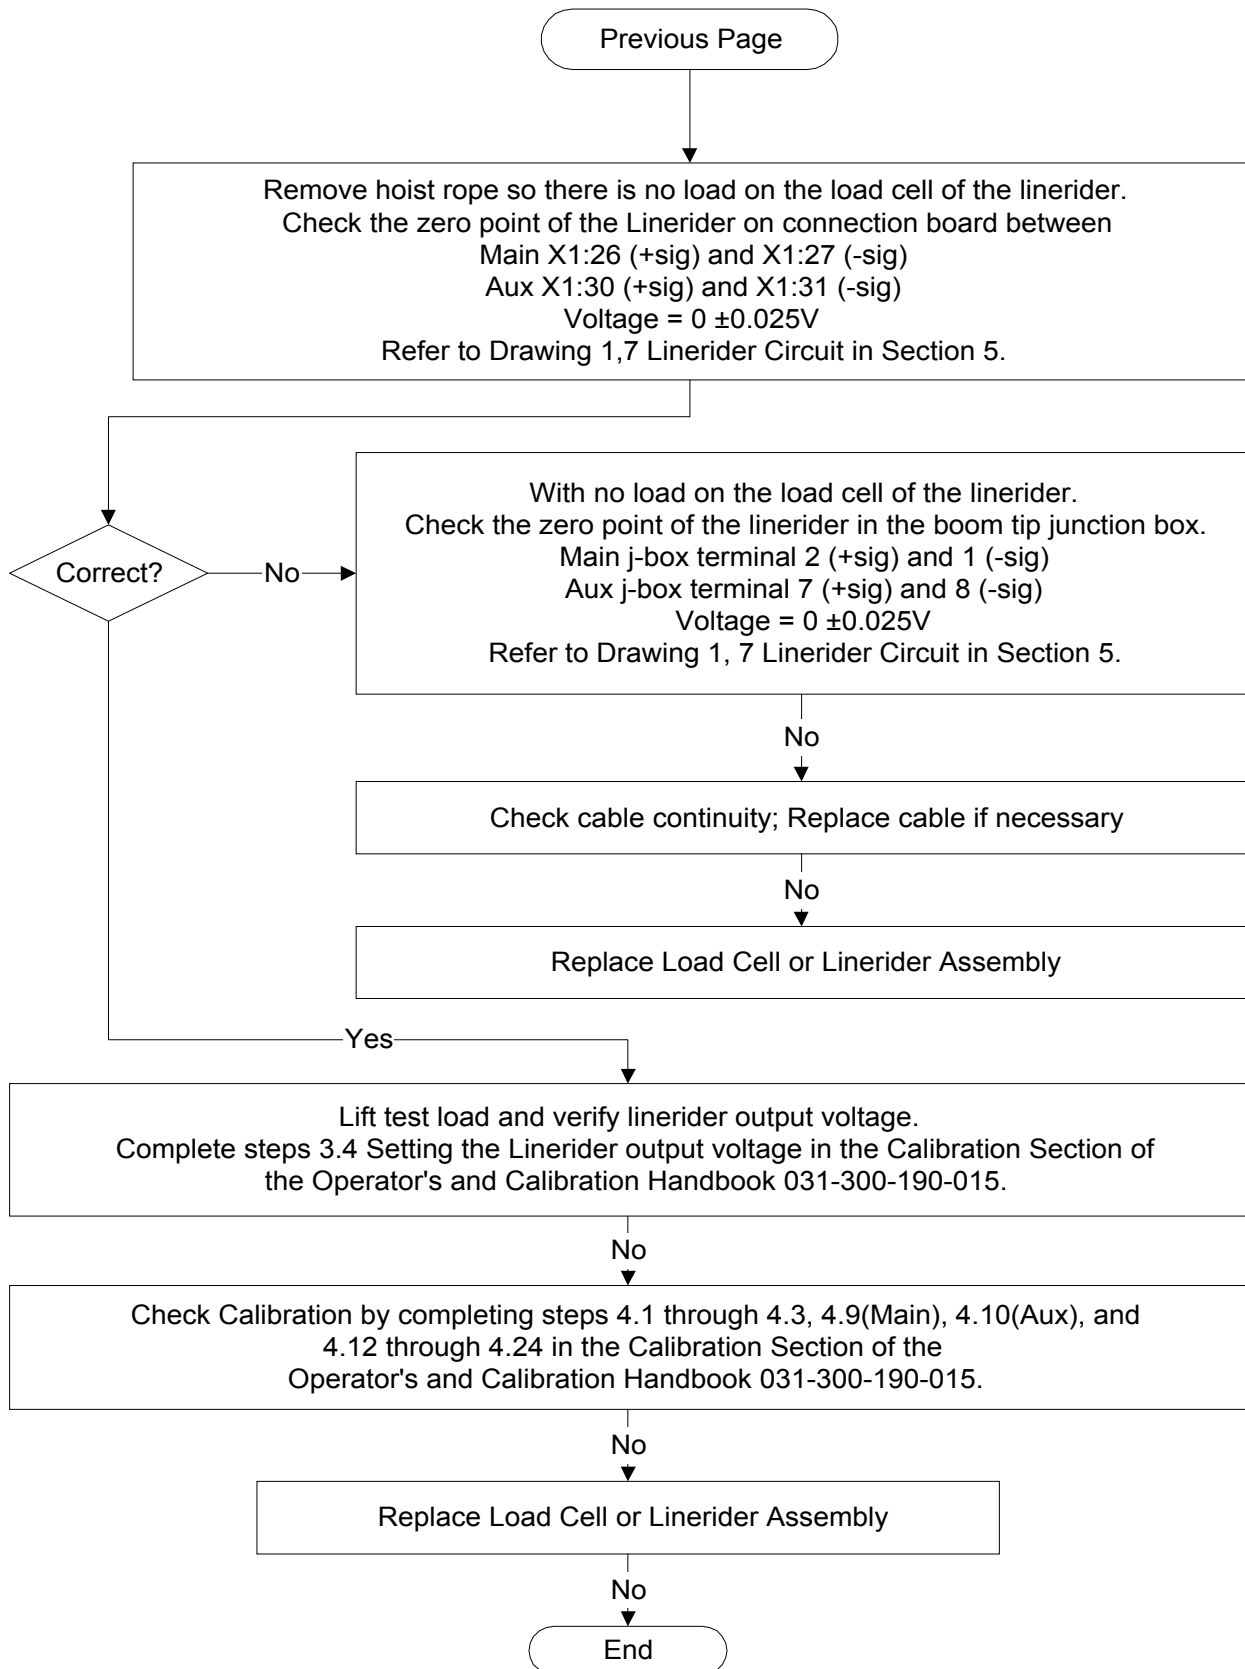 Previous Page
Remove hoist rope so there is no load on the load cell of the linerider.
Check the zero point of the Linerider on connection board between
Main X1:26 (+sig) and X1:27 (-sig)
Aux X1:30 (+sig) and X1:31 (-sig)
Voltage = 0 ±0.025V
Refer to Drawing 1,7 Linerider Circuit in Section 5.
Correct?
No
With no load on the load cell of the linerider.
Check the zero point of the linerider in the boom tip junction box.
Main j-box terminal 2 (+sig) and 1 (-sig)
Aux j-box terminal 7 (+sig) and 8 (-sig)
Voltage = 0 ±0.025V
Refer to Drawing 1, 7 Linerider Circuit in Section 5.
No
Check cable continuity; Replace cable if necessary
No
Replace Load Cell or Linerider Assembly
Yes
Lift test load and verify linerider output voltage.
Complete steps 3.4 Setting the Linerider output voltage in the Calibration Section of
the Operator's and Calibration Handbook 031-300-190-015.
No
Check Calibration by completing steps 4.1 through 4.3, 4.9(Main), 4.10(Aux), and
4.12 through 4.24 in the Calibration Section of the
Operator's and Calibration Handbook 031-300-190-015.
No
Replace Load Cell or Linerider Assembly
No
End